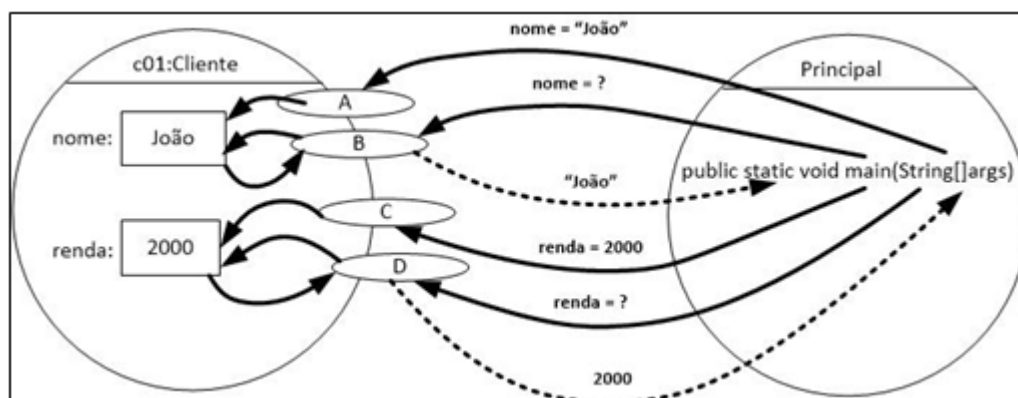 nome = “João”
c01:Cliente
Principal
A
nome = ?
nome:
João
B
“João”
public static void main(String[]args)
C
renda:
2000
renda = 2000
D
renda = ?
2000